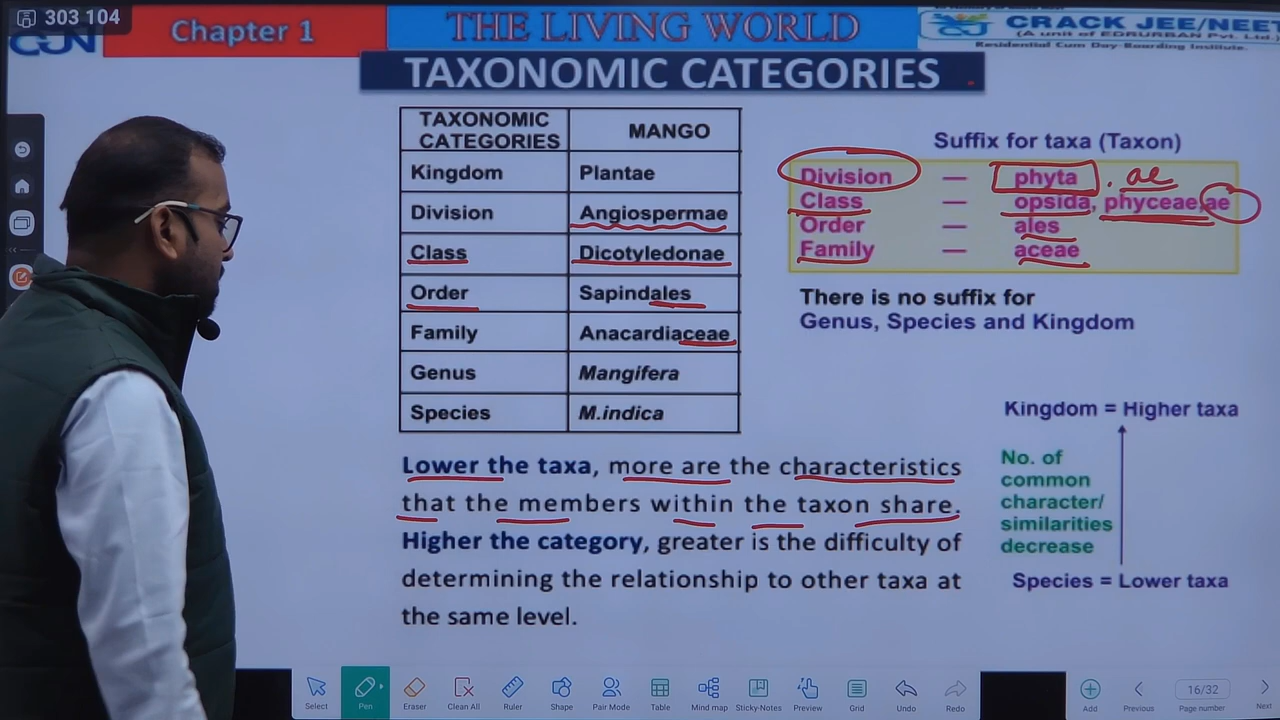 303 104
Chapter 1
THE LIVING WORLD
CRACK JEE/NEET
(A unit of EDRURBAN Pvt. Ltd.)
Residential Cum Day-Boarding Institute.
TAXONOMIC CATEGORIES
TAXONOMIC CATEGORIES MANGO
Kingdom Plantae
Division Angiospermae
Class Dicotyledonae
Order Sapindales
Family Anacardiaceae
Genus Mangifera
Species M.indica
Suffix for taxa (Taxon)
Division — phyta , ae
Class — opsida, phyceae,ae
Order — ales
Family — aceae
There is no suffix for
Genus, Species and Kingdom
Kingdom = Higher taxa
No. of
common
character/
similarities
decrease
Species = Lower taxa
Lower the taxa, more are the characteristics
that the members within the taxon share.
Higher the category, greater is the difficulty of
determining the relationship to other taxa at
the same level.
Select Pen Eraser Clean All Ruler Shape Pair Mode Table Mind map Sticky-Notes Preview Grid Undo Redo Add Previous 16/32 Page number Next